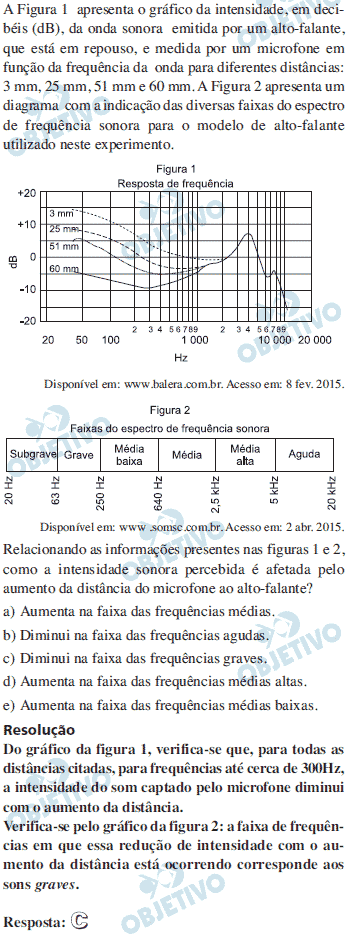 A Figura 1 apresenta o gráfico da intensidade, em deci-
béis (dB), da onda sonora emitida por um alto-falante,
que está em repouso, e medida por um microfone em
função da frequência da onda para diferentes distâncias:
3 mm, 25 mm, 51 mm e 60 mm. A Figura 2 apresenta um
diagrama com a indicação das diversas faixas do espectro
de frequência sonora para o modelo de alto-falante
utilizado neste experimento.
Figura 1
Resposta de frequência
+20
+10
0
–10
–20
dB
3 mm
25 mm
51 mm
60 mm
2 3 4 5 6 7 8 9 2 3 4 5 6 7 8 9
20 50 100 1 000 10 000 20 000
Hz
Disponível em: www.balera.com.br. Acesso em: 8 fev. 2015.
Figura 2
Faixas do espectro de frequência sonora
Subgrave Grave Média baixa Média Média alta Aguda
20 Hz 63 Hz 250 Hz 640 Hz 2,5 kHz 5 kHz 20 kHz
Disponível em: www .somsc.com.br. Acesso em: 2 abr. 2015.
Relacionando as informações presentes nas figuras 1 e 2,
como a intensidade sonora percebida é afetada pelo
aumento da distância do microfone ao alto-falante?
a) Aumenta na faixa das frequências médias.
b) Diminui na faixa das frequências agudas.
c) Diminui na faixa das frequências graves.
d) Aumenta na faixa das frequências médias altas.
e) Aumenta na faixa das frequências médias baixas.
Resolução
Do gráfico da figura 1, verifica-se que, para todas as
distâncias citadas, para frequências até cerca de 300Hz,
a intensidade do som captado pelo microfone diminui
com o aumento da distância.
Verifica-se pelo gráfico da figura 2: a faixa de frequên-
cias em que essa redução de intensidade com o au-
mento da distância está ocorrendo corresponde aos
sons graves.
Resposta: C
OBJETIVO